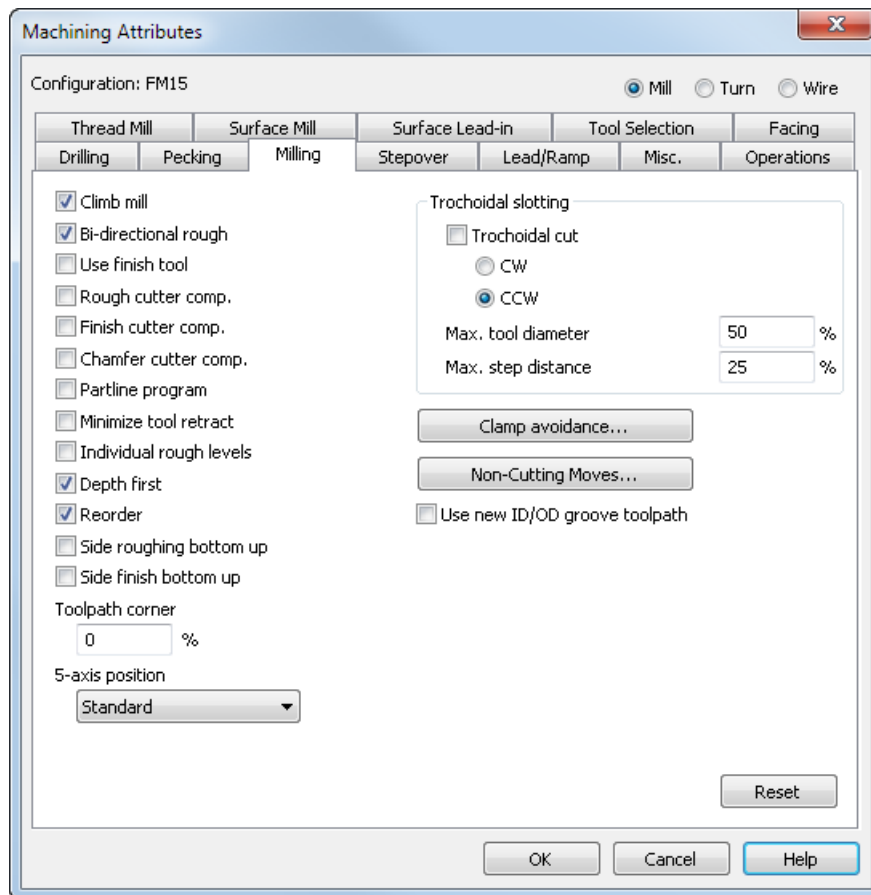 Machining Attributes
Configuration: FM15
Mill Turn Wire
Thread Mill Surface Mill Surface Lead-in Tool Selection Facing
Drilling Pecking Milling Stepover Lead/Ramp Misc. Operations
Climb mill
Bi-directional rough
Use finish tool
Rough cutter comp.
Finish cutter comp.
Chamfer cutter comp.
Partline program
Minimize tool retract
Individual rough levels
Depth first
Reorder
Side roughing bottom up
Side finish bottom up
Toolpath corner
0 %
5-axis position
Standard
Trochoidal slotting
Trochoidal cut
CW
CCW
Max. tool diameter 50 %
Max. step distance 25 %
Clamp avoidance...
Non-Cutting Moves...
Use new ID/OD groove toolpath
Reset
OK Cancel Help